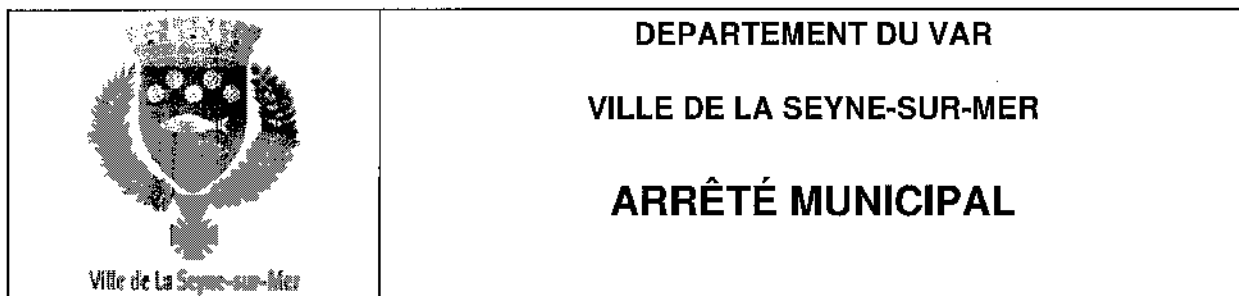 DEPARTEMENT DU VAR
VILLE DE LA SEYNE-SUR-MER
ARRÊTÉ MUNICIPAL
Ville de La Seyne-sur-Mer